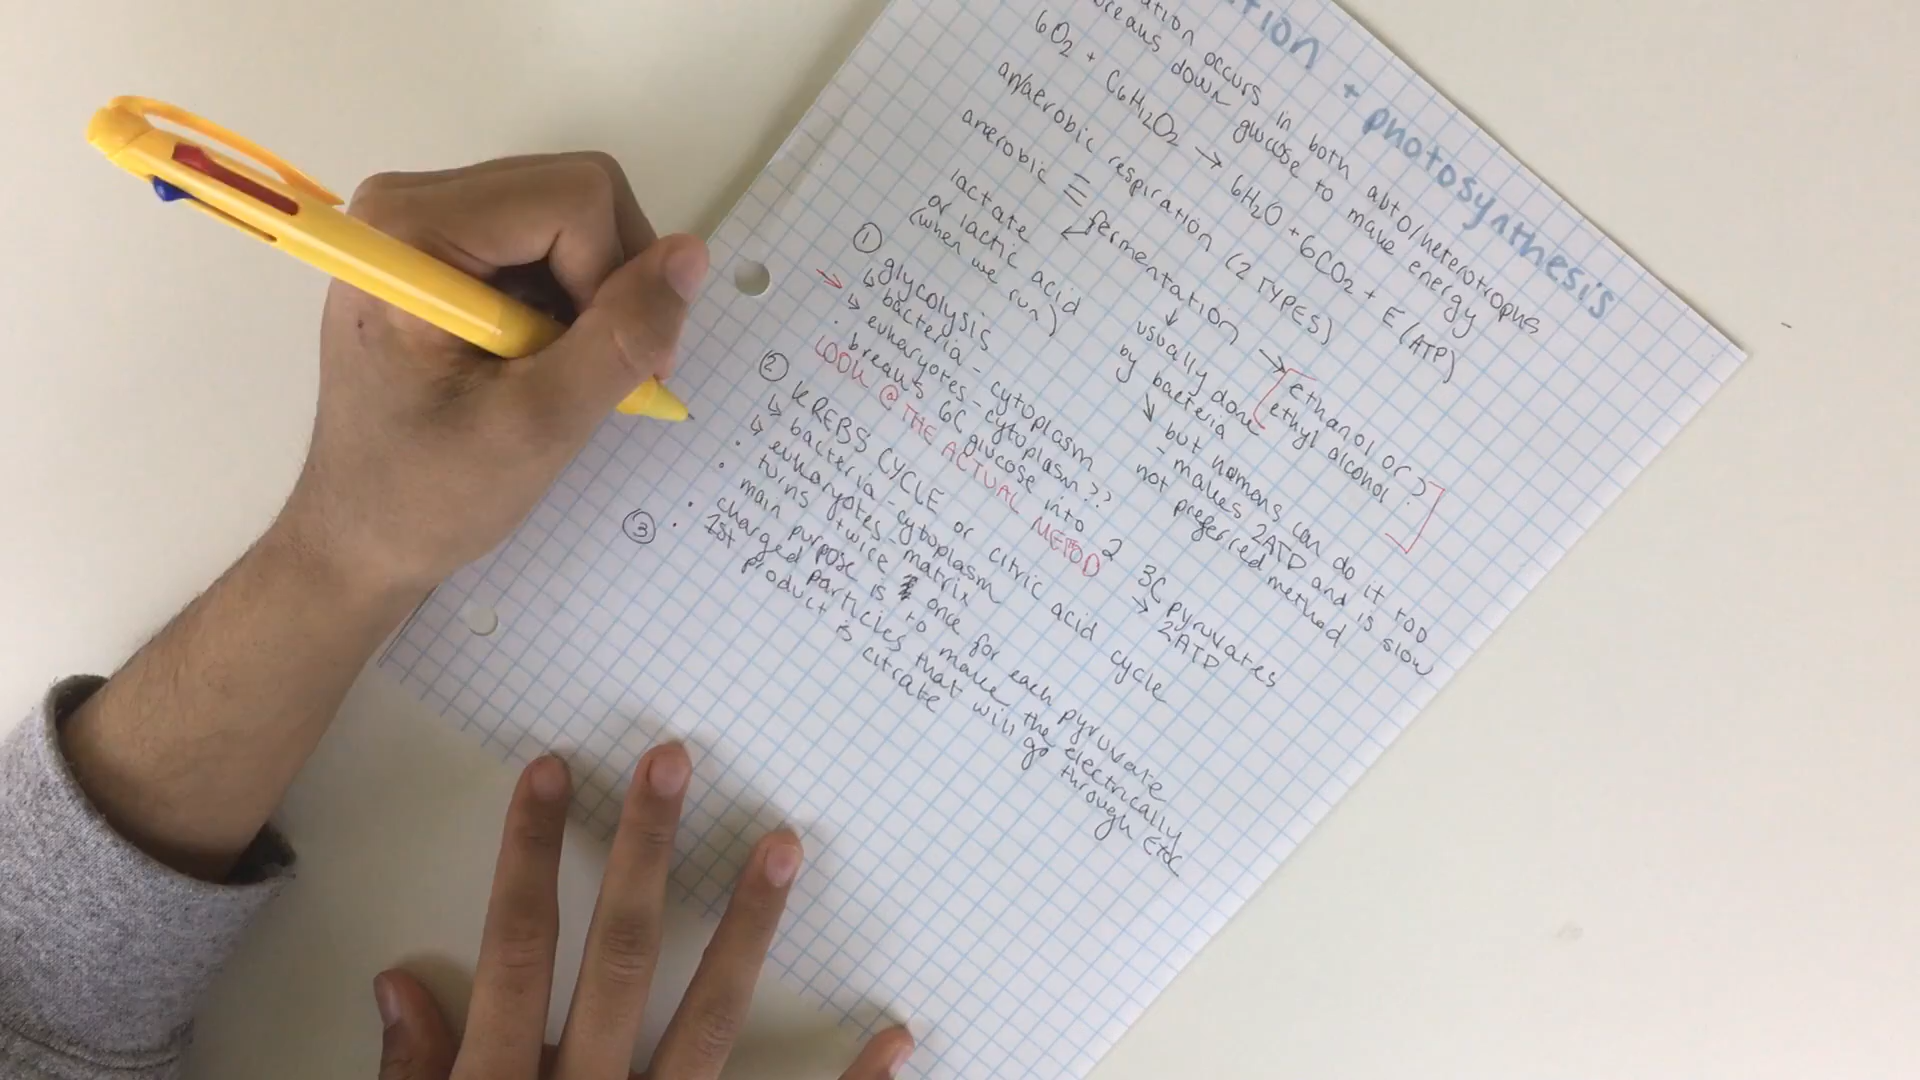 tion + photosynthesis
ation occurs in both abto/heterotrophs
breaks down glucose to make energy
6O2 + C6H12O2 → 6H2O + 6CO2 + E (ATP)
an/aerobic respiration (2 TYPES)
anerobic = fermentation → ethanol or ?
ethyl alcohol
lactate
or lactic acid
(when we run)
usually done
by bacteria
↘ but humans can do it too
- makes 2ATP and is slow
not preferred method
① glycolysis
↳ bacteria - cytoplasm
→ ↳ eukaryotes - cytoplasm??
· breaks 6C glucose into 2 3C pyruvates
→ 2ATP
LOOK @ THE ACTUAL METOD
② KREBS CYCLE or citric acid cycle
↳ bacteria - cytoplasm
↳ eukaryotes - matrix
· turns twice once for each pyruvate
· main purpose is to make the electrically
charged particles that will go through ETC
· 1st product is citrate
③